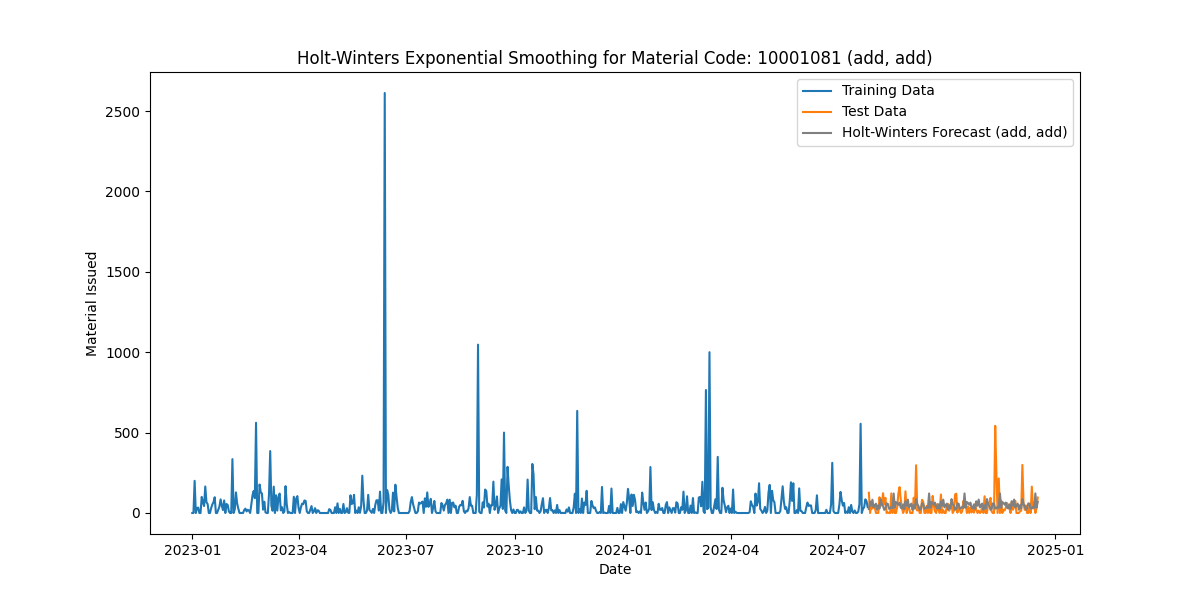 Holt-Winters Exponential Smoothing for Material Code: 10001081 (add, add)
Training Data
Test Data
Holt-Winters Forecast (add, add)
Material Issued
2500
2000
1500
1000
500
0
2023-01 2023-04 2023-07 2023-10 2024-01 2024-04 2024-07 2024-10 2025-01
Date